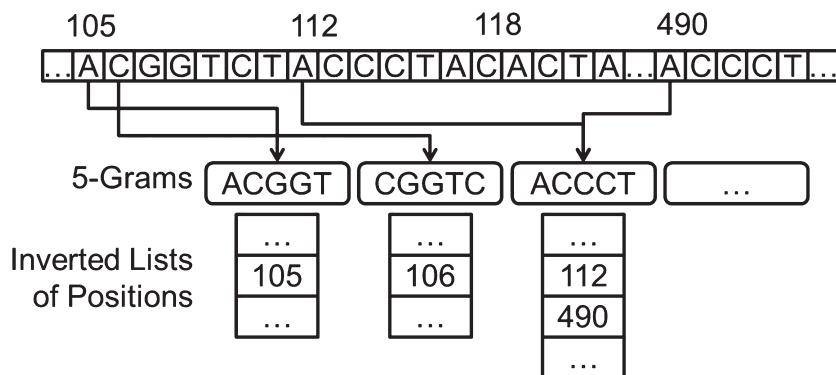 105 112 118 490
...ACGGTCTACCCTACACTA...ACCCT...
5-Grams ACGGT CGGTC ACCCT ...
... ... ...
Inverted Lists
105 106 112
of Positions
... ... 490
...